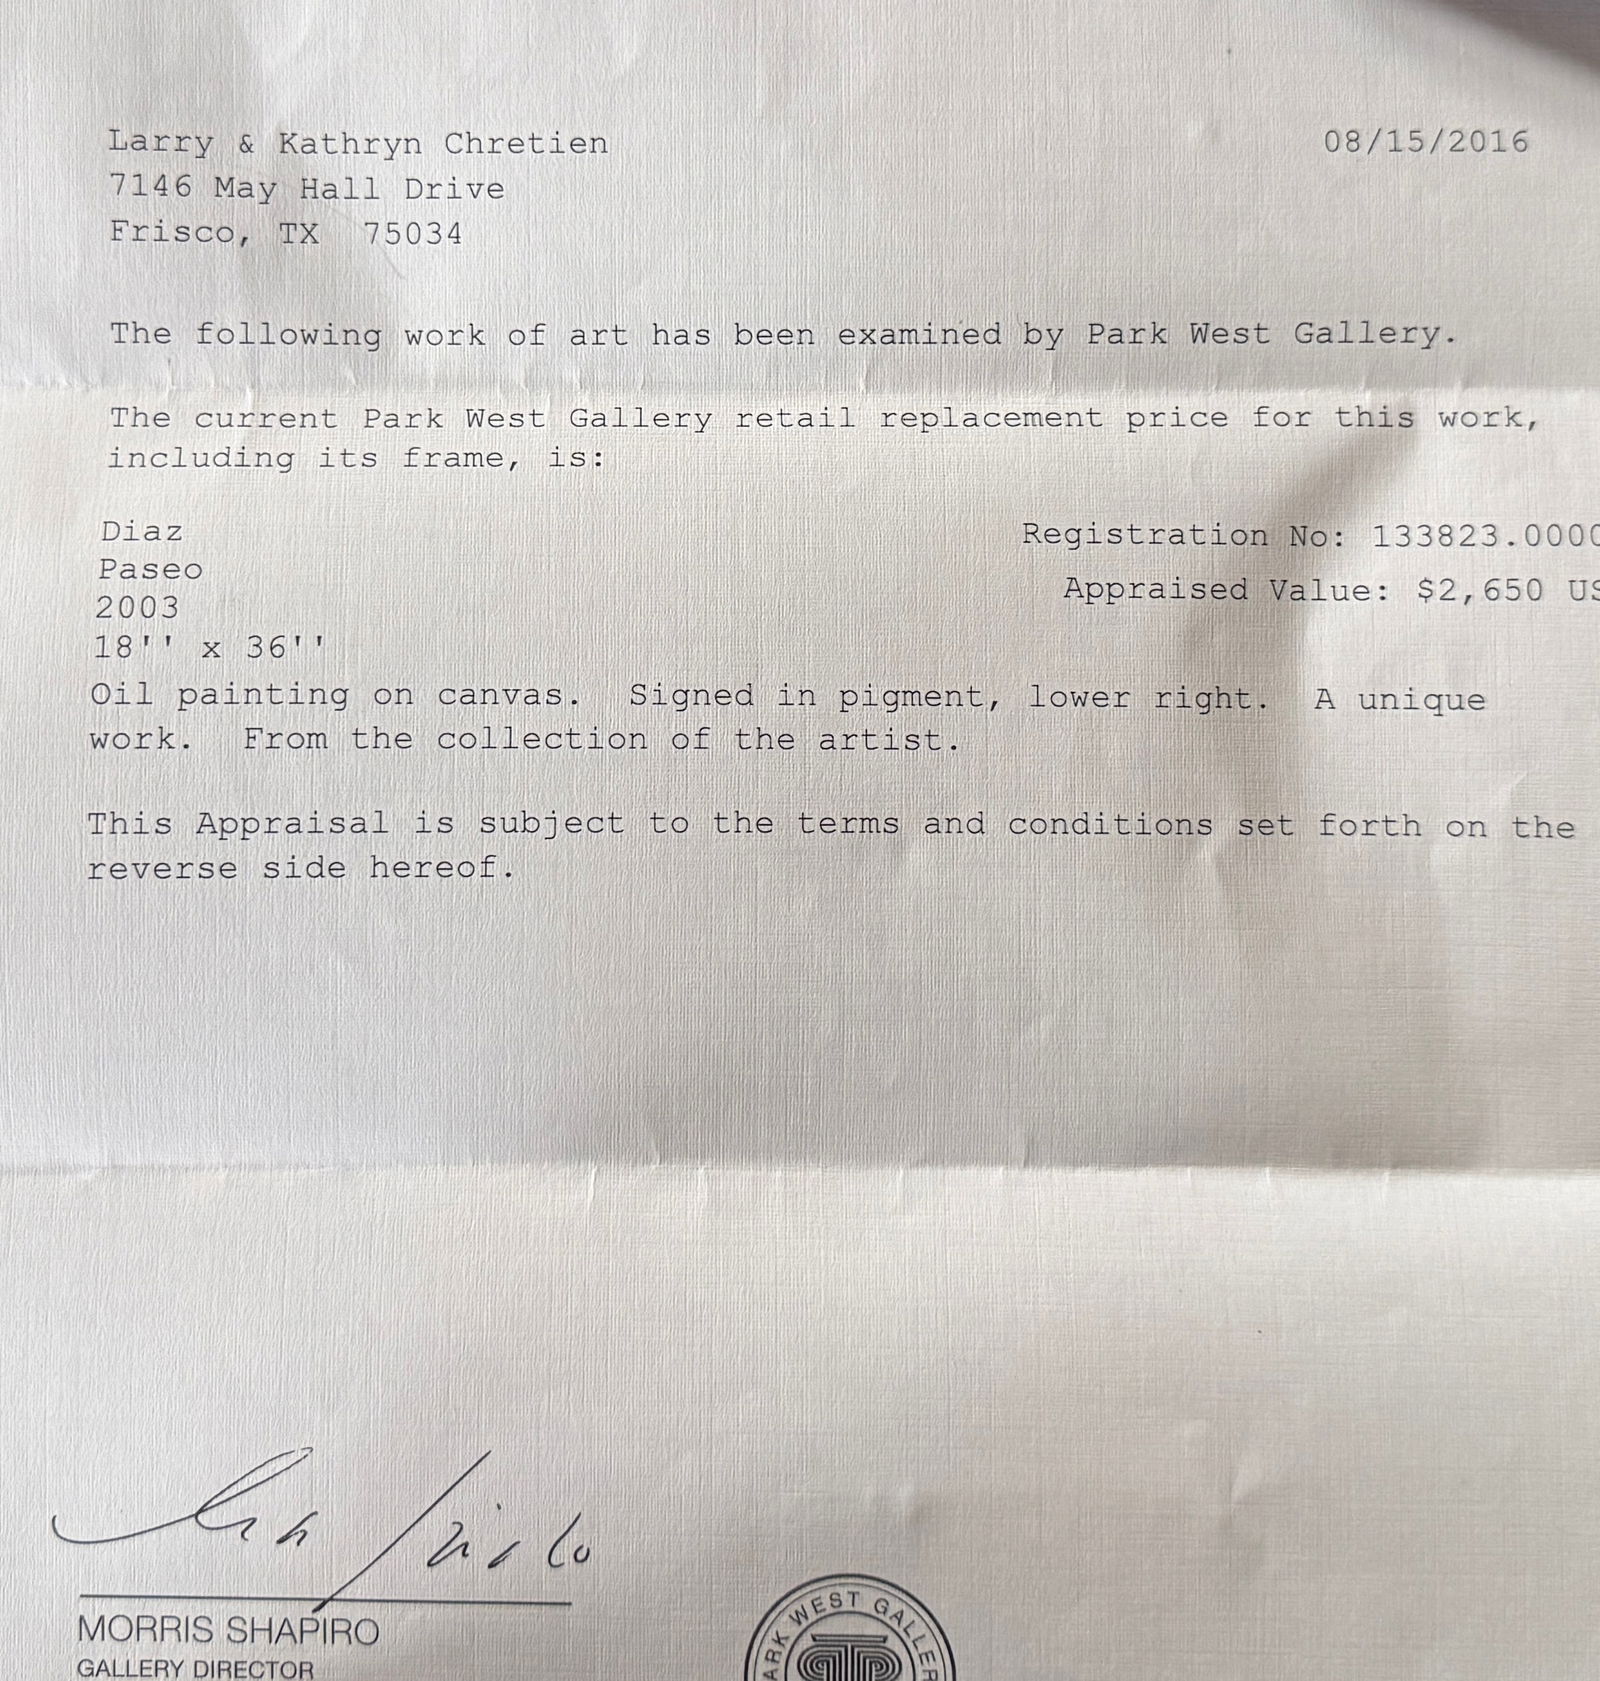 Larry & Kathryn Chretien
08/15/2016
7146 May Hall Drive
Frisco, TX 75034
The following work of art has been examined by Park West Gallery.
The current Park West Gallery retail replacement price for this work,
including its frame, is:
Diaz
Registration No: 133823.0000
Paseo
2003
Appraised Value: $2,650 US
18'' x 36''
Oil painting on canvas. Signed in pigment, lower right. A unique
work. From the collection of the artist.
This Appraisal is subject to the terms and conditions set forth on the
reverse side hereof.
MORRIS SHAPIRO
GALLERY DIRECTOR
ARK WEST GALLER